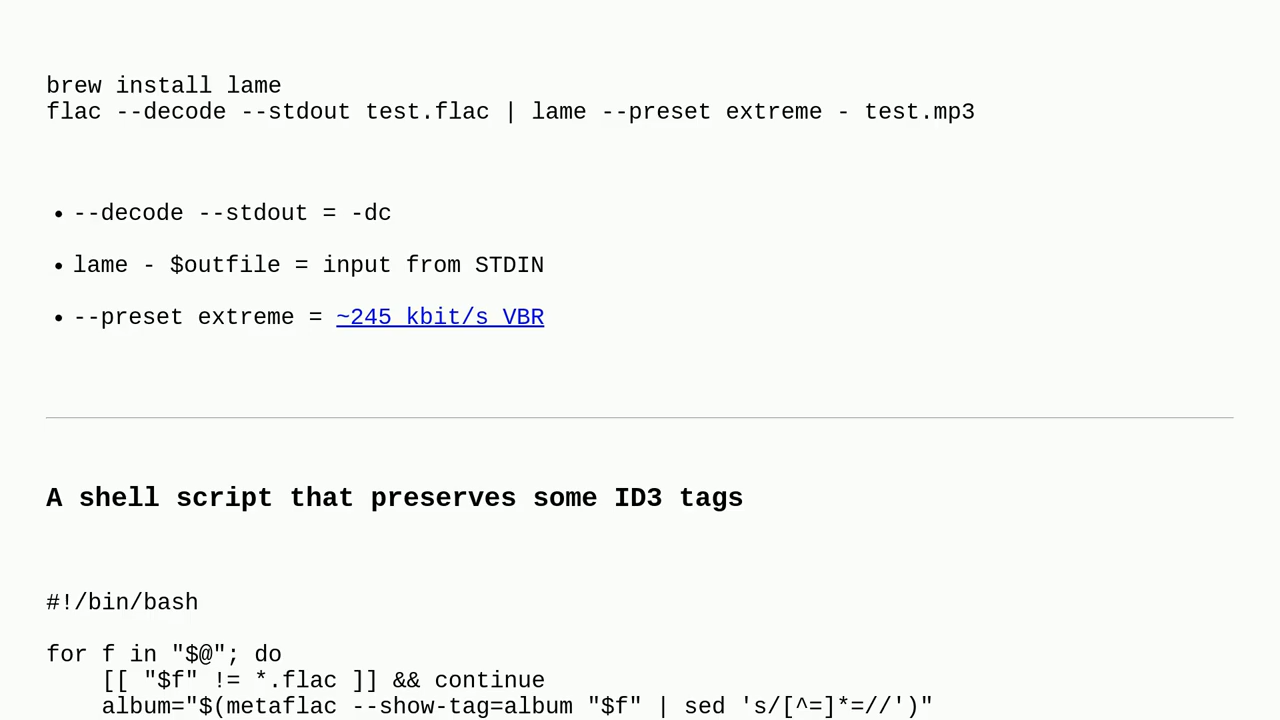 brew install lame
flac --decode --stdout test.flac | lame --preset extreme - test.mp3
• --decode --stdout = -dc
• lame - $outfile = input from STDIN
• --preset extreme = ~245 kbit/s VBR
A shell script that preserves some ID3 tags
#!/bin/bash
for f in "$@"; do
    [[ "$f" != *.flac ]] && continue
    album="$(metaflac --show-tag=album "$f" | sed 's/[^=]*=//')"